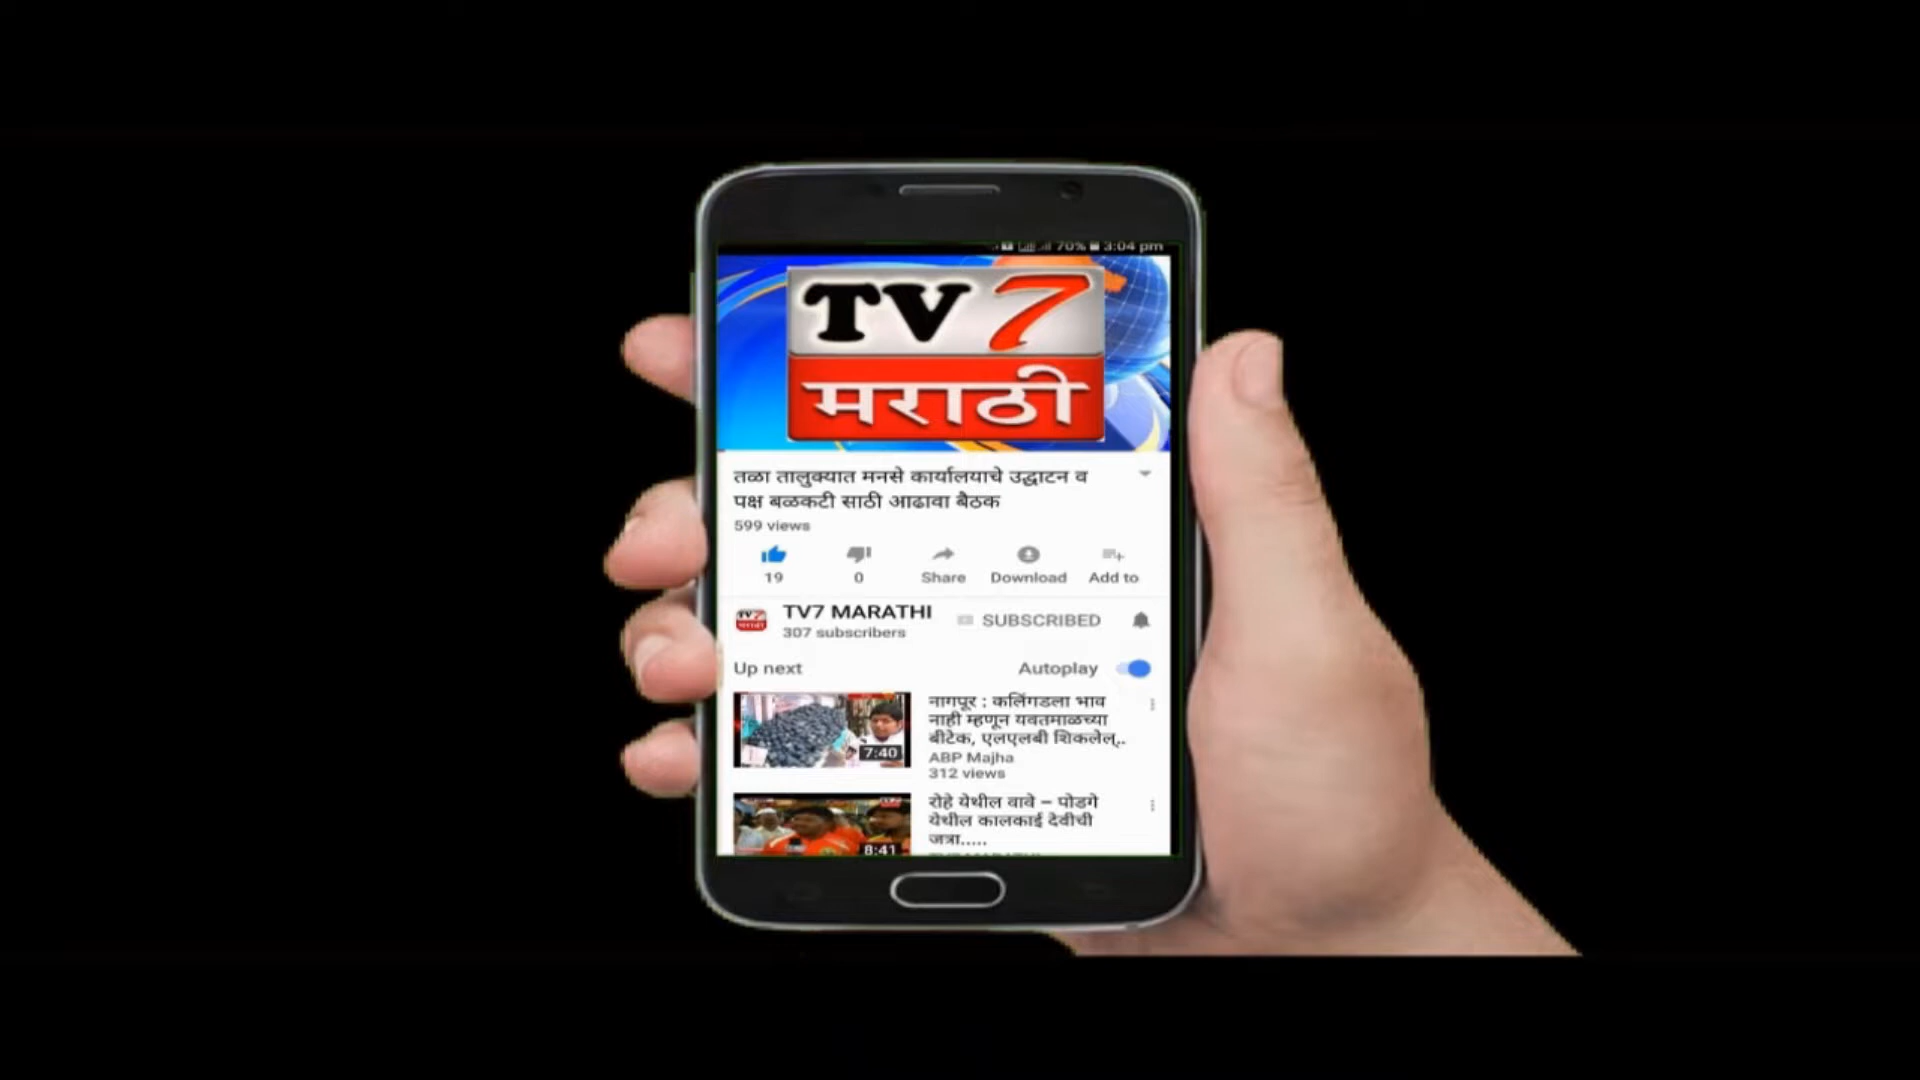 70% 3:04 pm
TV 7
मराठी
तळा तालुक्यात मनसे कार्यालयाचे उद्घाटन व
पक्ष बळकटी साठी आढावा बैठक
599 views
19 0 Share Download Add to
TV7 MARATHI
307 subscribers
SUBSCRIBED
Up next Autoplay
नागपूर : कलिंगडला भाव
नाही म्हणून यवतमाळच्या
बीटेक, एलएलबी शिकलेल्..
ABP Majha
312 views
7:40
रोहे येथील वावे – पोडगे
येथील कालकाई देवीची
जत्रा.....
8:41